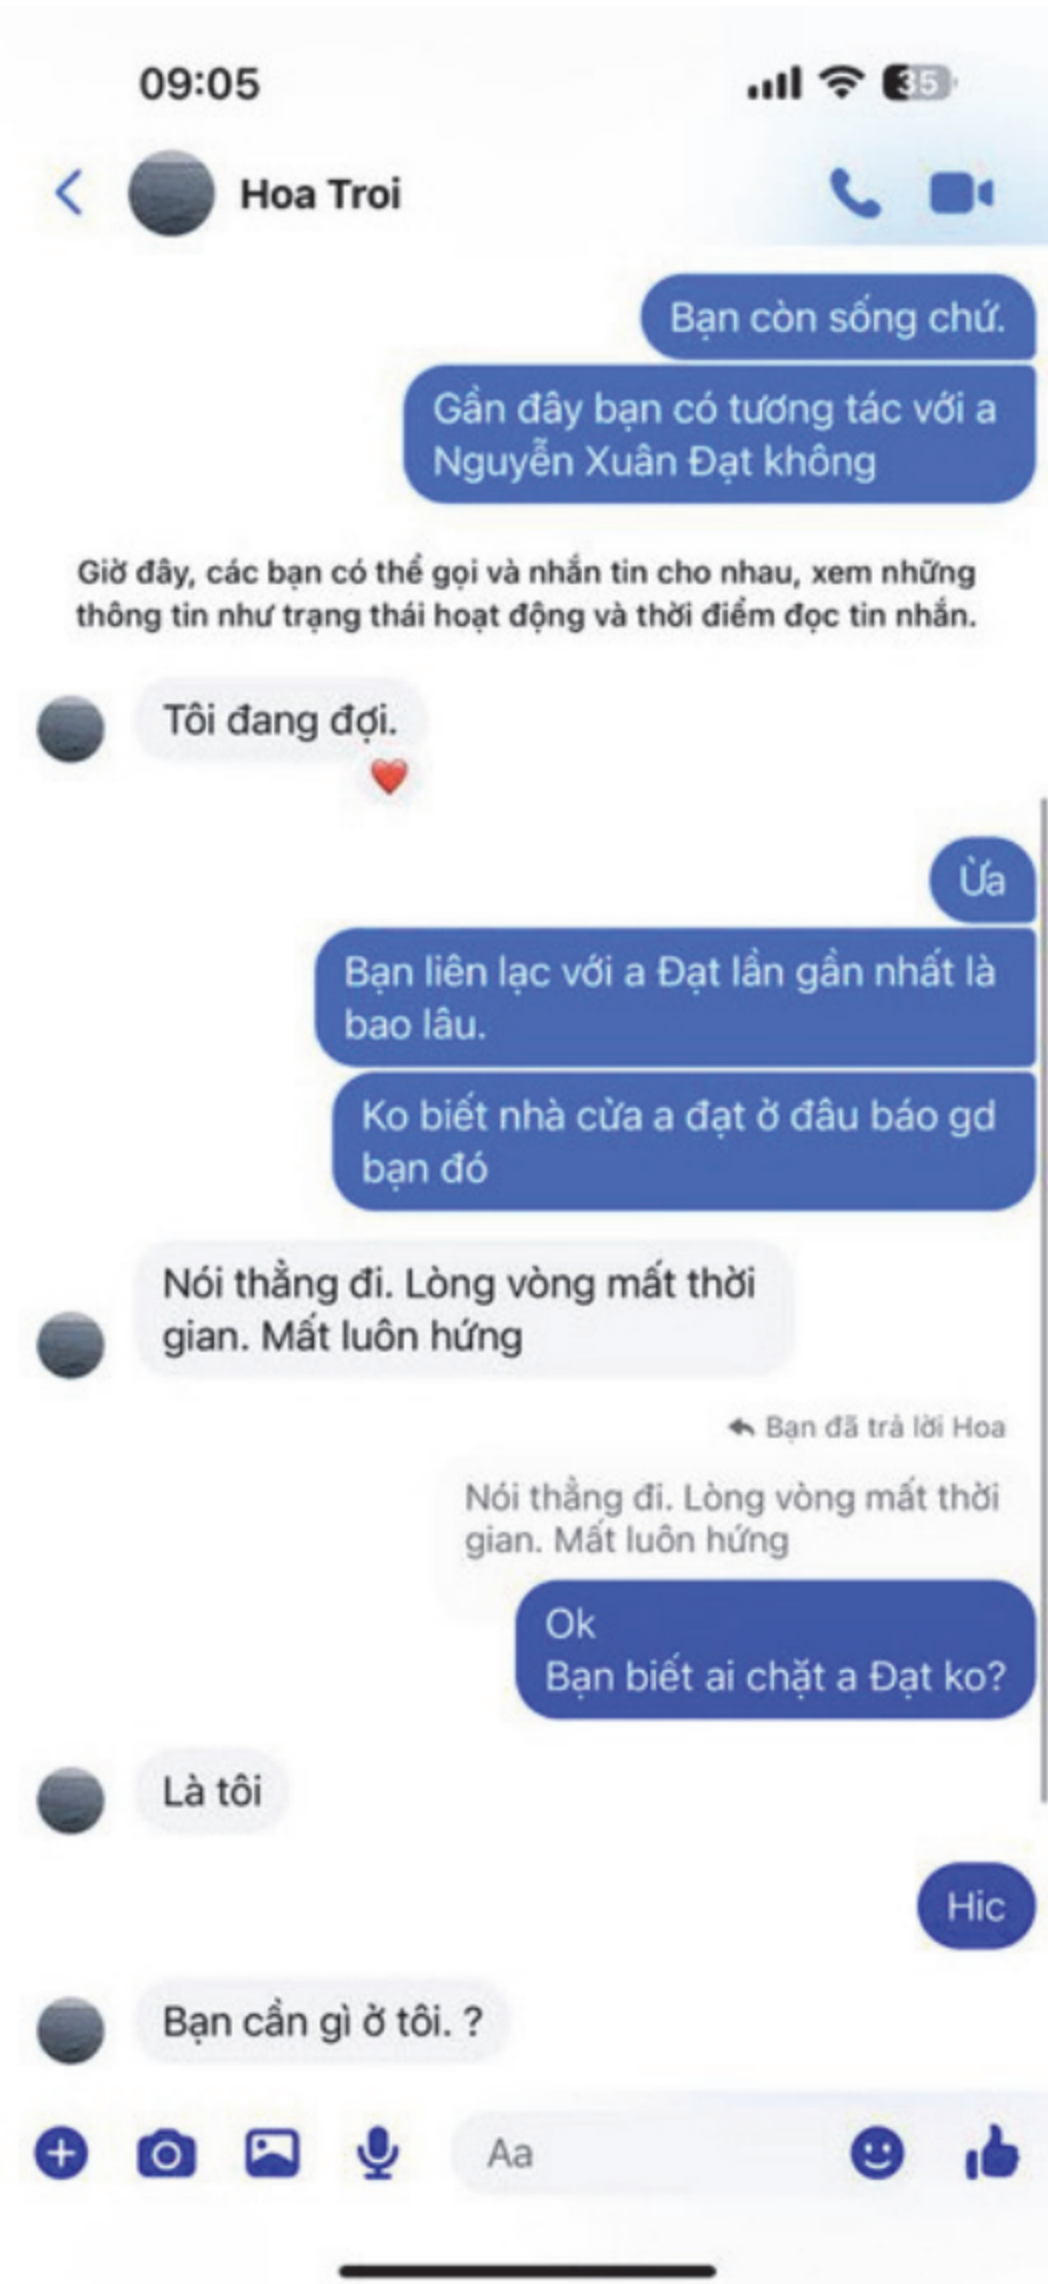 09:05
35
Hoa Troi
Bạn còn sống chứ.
Gần đây bạn có tương tác với a
Nguyễn Xuân Đạt không
Giờ đây, các bạn có thể gọi và nhắn tin cho nhau, xem những
thông tin như trạng thái hoạt động và thời điểm đọc tin nhắn.
Tôi đang đợi.
Ừa
Bạn liên lạc với a Đạt lần gần nhất là
bao lâu.
Ko biết nhà cửa a đạt ở đâu báo gd
bạn đó
Nói thẳng đi. Lòng vòng mất thời
gian. Mất luôn hứng
Bạn đã trả lời Hoa
Nói thẳng đi. Lòng vòng mất thời
gian. Mất luôn hứng
Ok
Bạn biết ai chặt a Đạt ko?
Là tôi
Hic
Bạn cần gì ở tôi. ?
Aa